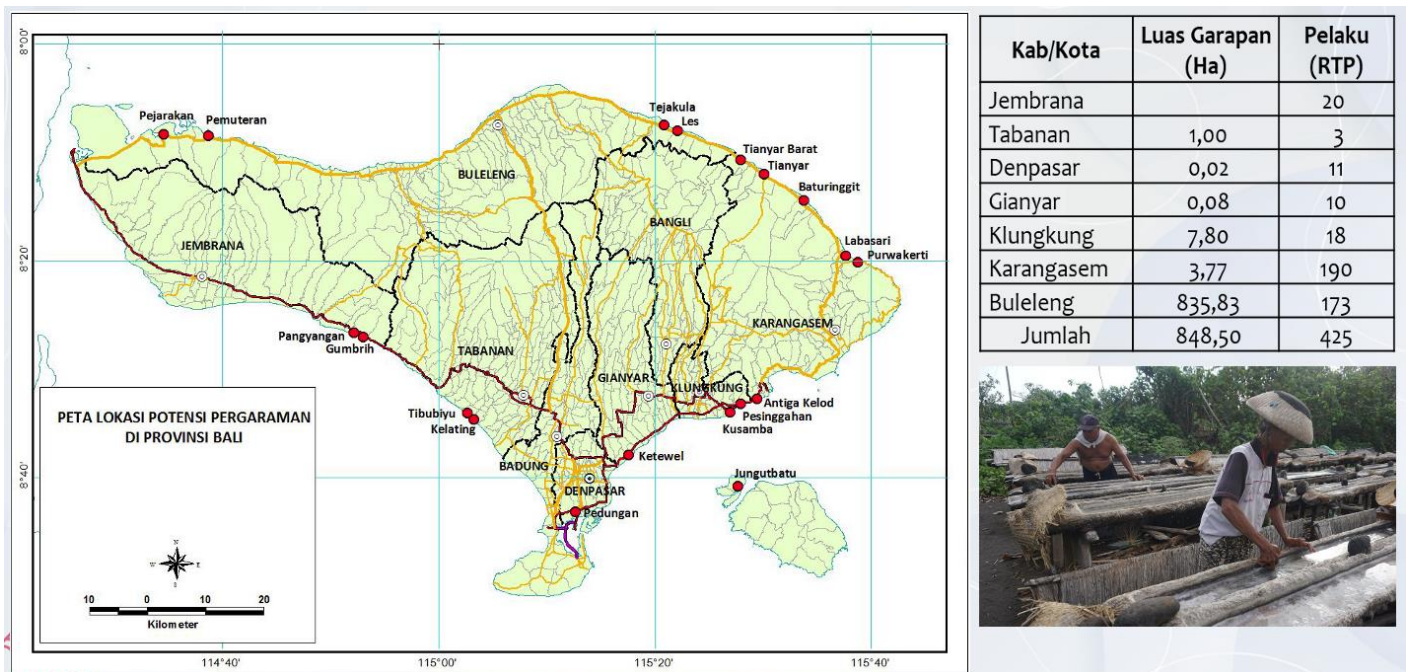 8°00'
8°20'
8°40'
114°40'
115°00'
115°20'
115°40'
Pejarakan
Pemuteran
Tejakula
Les
Tianyar Barat
Tianyar
Baturinggit
BULELENG
BANGLI
JEMBRANA
Labasari
Purwakerti
Pangyangan
Gumbrih
TABANAN
KARANGASEM
GIANYAR
KLUNGKUNG
Antiga Kelod
Pesinggahan
Kusamba
Tibubiyu
Kelating
Ketewel
BADUNG
Jungutbatu
DENPASAR
Pedungan
PETA LOKASI POTENSI PERGARAMAN
DI PROVINSI BALI
N
W E
S
10 0 10 20
Kilometer
Kab/Kota Luas Garapan (Ha) Pelaku (RTP)
Jembrana 20
Tabanan 1,00 3
Denpasar 0,02 11
Gianyar 0,08 10
Klungkung 7,80 18
Karangasem 3,77 190
Buleleng 835,83 173
Jumlah 848,50 425